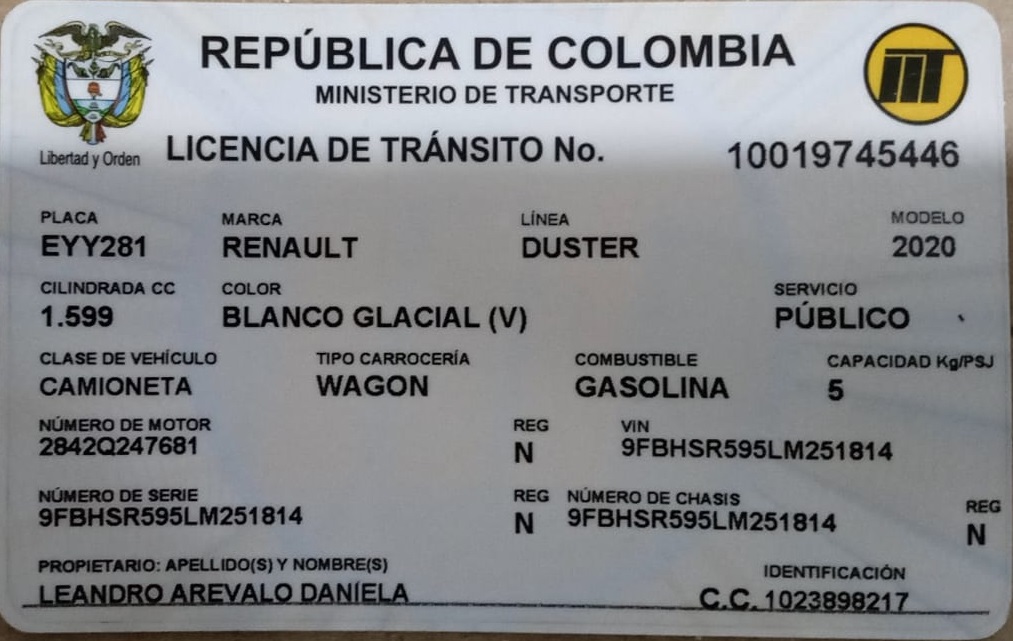 REPÚBLICA DE COLOMBIA
MINISTERIO DE TRANSPORTE
Libertad y Orden
LICENCIA DE TRÁNSITO No. 10019745446
PLACA MARCA LÍNEA MODELO
EYY281 RENAULT DUSTER 2020
CILINDRADA CC COLOR SERVICIO
1.599 BLANCO GLACIAL (V) PÚBLICO
CLASE DE VEHÍCULO TIPO CARROCERÍA COMBUSTIBLE CAPACIDAD Kg/PSJ
CAMIONETA WAGON GASOLINA 5
NÚMERO DE MOTOR REG VIN
2842Q247681 N 9FBHSR595LM251814
NÚMERO DE SERIE REG NÚMERO DE CHASIS REG
9FBHSR595LM251814 N 9FBHSR595LM251814 N
PROPIETARIO: APELLIDO(S) Y NOMBRE(S) IDENTIFICACIÓN
LEANDRO AREVALO DANIELA C.C. 1023898217